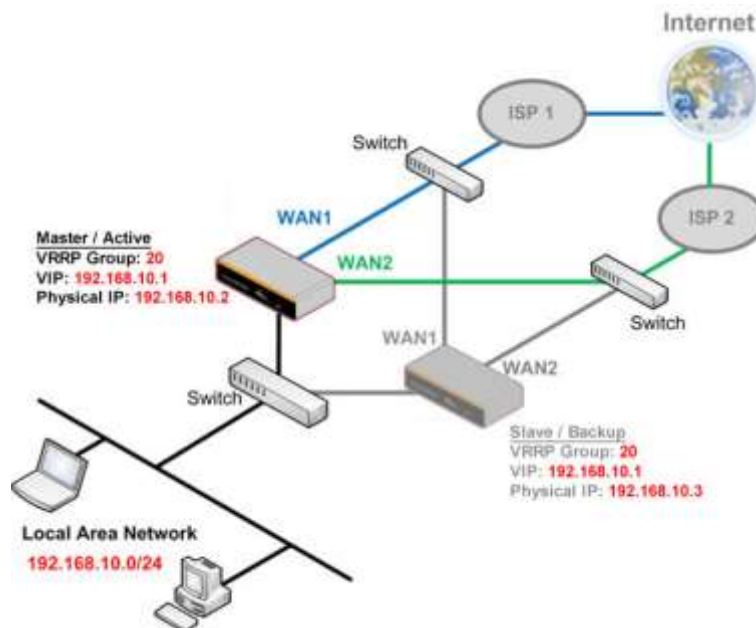 Internet
ISP 1
Switch
WAN1
Master / Active
VRRP Group: 20
VIP: 192.168.10.1
Physical IP: 192.168.10.2
WAN2
ISP 2
Switch
WAN1
WAN2
Switch
Slave / Backup
VRRP Group: 20
VIP: 192.168.10.1
Physical IP: 192.168.10.3
Local Area Network
192.168.10.0/24